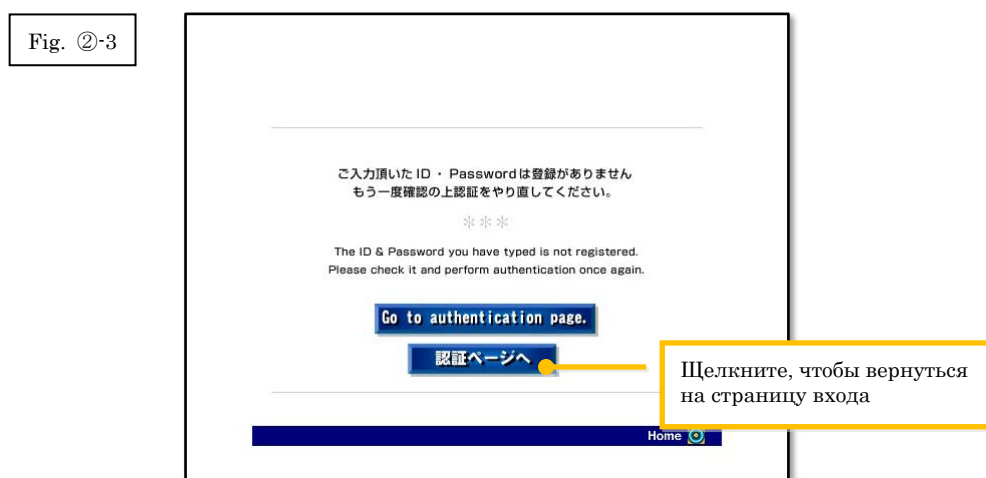 Fig. ②-3
ご入力頂いた ID ・ Passwordは登録がありません
もう一度確認の上認証をやり直してください。
＊＊＊
The ID & Password you have typed is not registered.
Please check it and perform authentication once again.
Go to authentication page.
認証ページへ
Щелкните, чтобы вернуться
на страницу входа
Home